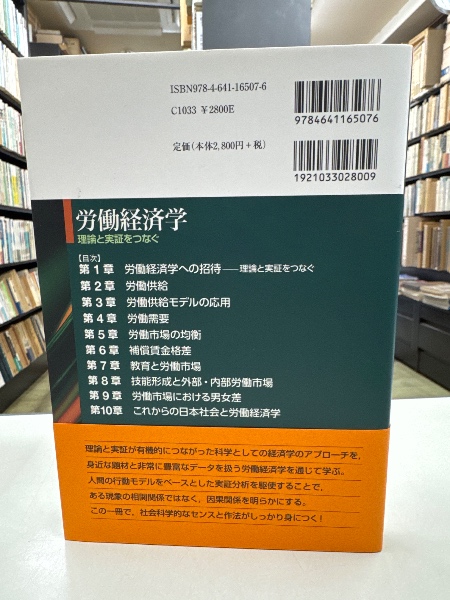 ISBN978-4-641-16507-6
C1033 ¥2800E
定価(本体2,800円+税)
9784641165076
1921033028009
労働経済学
理論と実証をつなぐ
【目次】
第1章 労働経済学への招待――理論と実証をつなぐ
第2章 労働供給
第3章 労働供給モデルの応用
第4章 労働需要
第5章 労働市場の均衡
第6章 補償賃金格差
第7章 教育と労働市場
第8章 技能形成と外部・内部労働市場
第9章 労働市場における男女差
第10章 これからの日本社会と労働経済学
理論と実証が有機的につながった科学としての経済学のアプローチを,
身近な題材と非常に豊富なデータを扱う労働経済学を通じて学ぶ。
人間の行動モデルをベースとした実証分析を駆使することで,
ある現象の相関関係ではなく,因果関係を明らかにする。
この一冊で,社会科学的なセンスと作法がしっかり身につく!